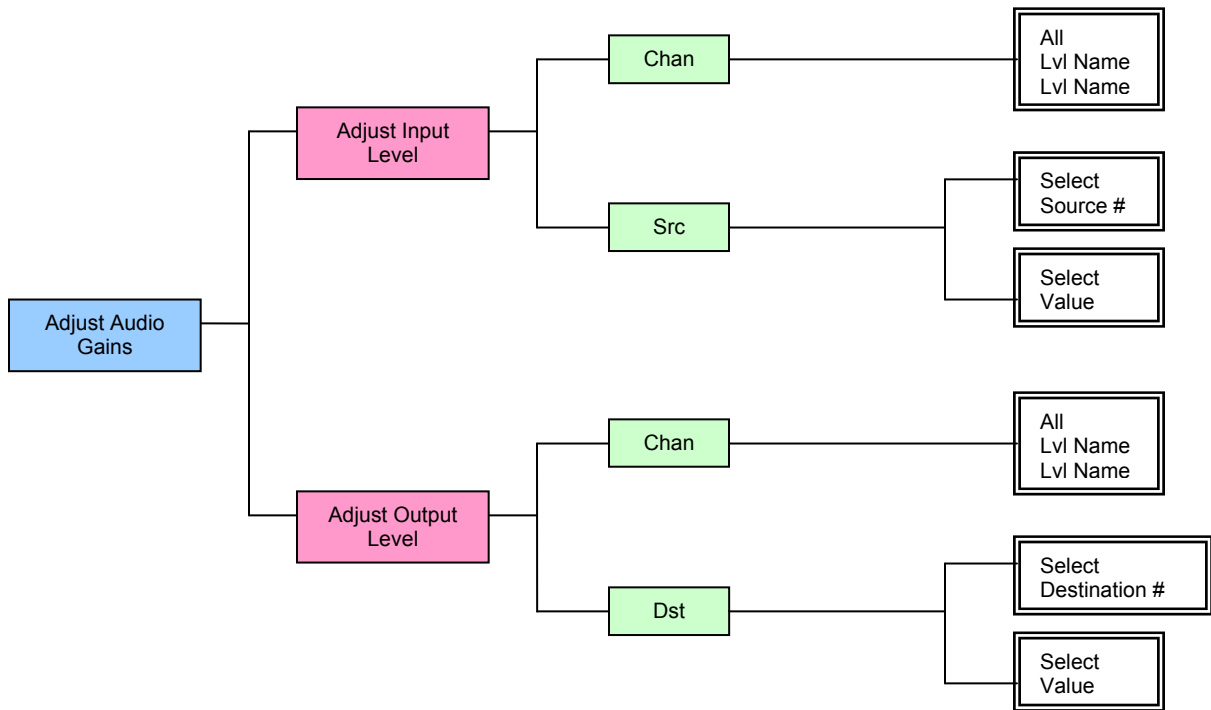 Adjust Audio
Gains
Adjust Input
Level
Chan
All
Lvl Name
Lvl Name
Src
Select
Source #
Select
Value
Adjust Output
Level
Chan
All
Lvl Name
Lvl Name
Dst
Select
Destination #
Select
Value